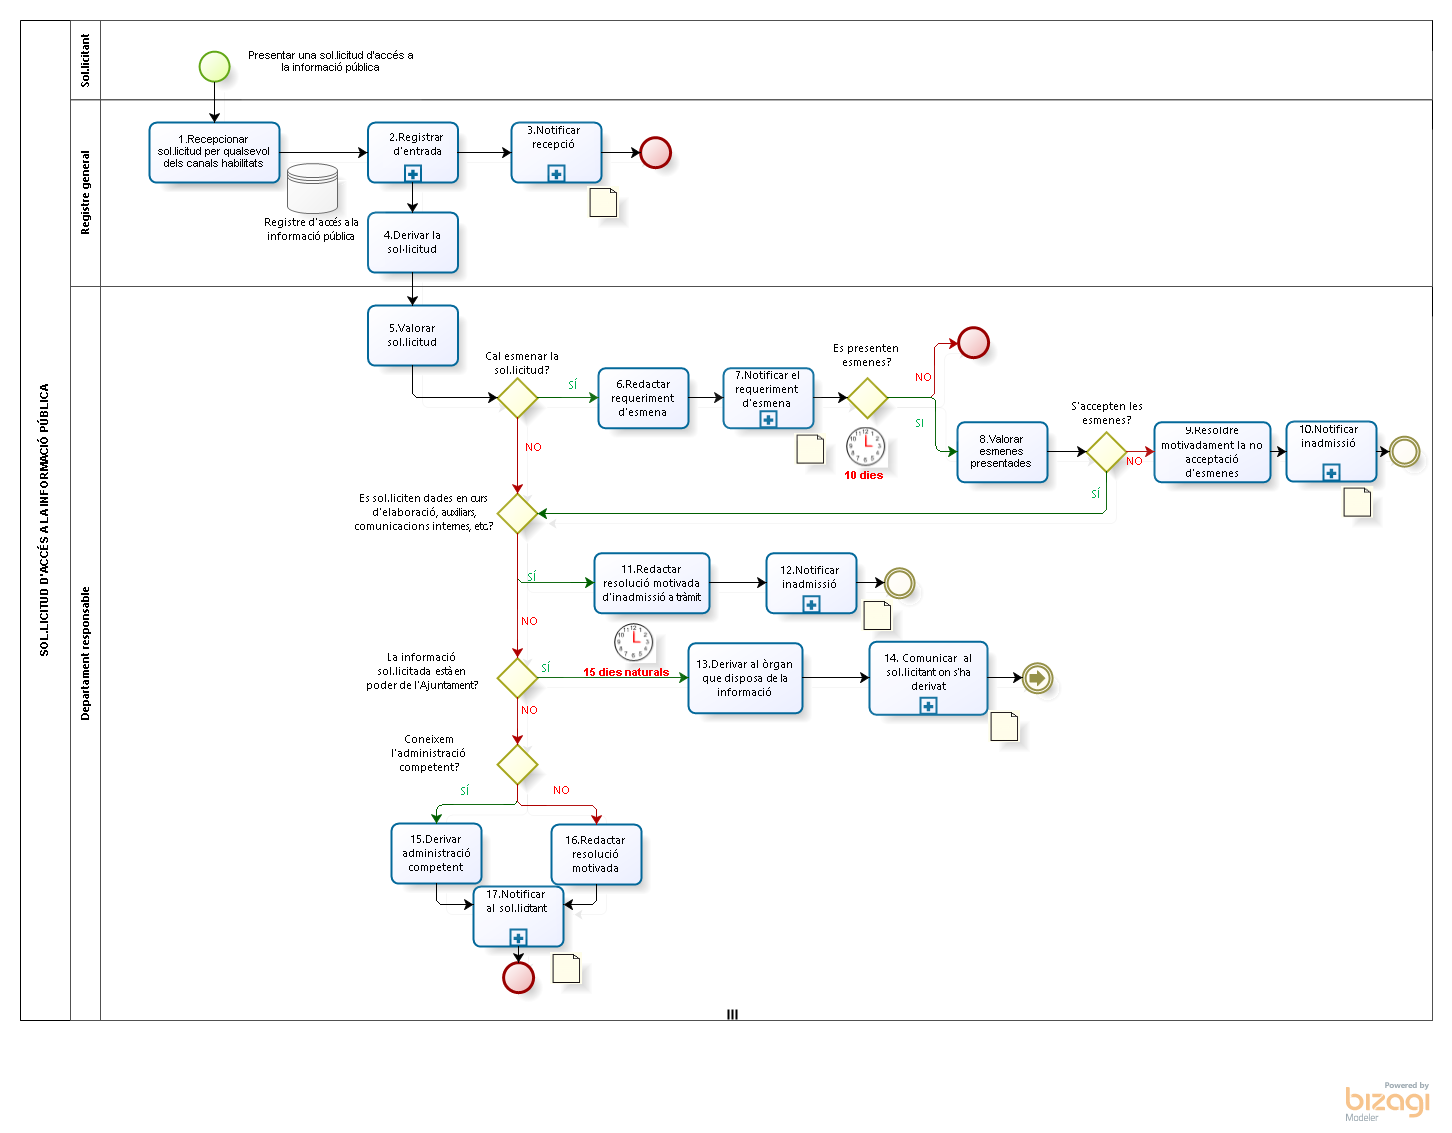 SOL.LICITUD D'ACCÉS A LA INFORMACIÓ PÚBLICA
Sol.licitant
Presentar una sol.licitud d'accés a
la informació pública
Registre general
1.Recepcionar
sol.licitud per qualsevol
dels canals habilitats
2.Registrar
d'entrada
3.Notificar
recepció
Registre d'accés a la
informació pública
4.Derivar la
sol·licitud
Departament responsable
5.Valorar
sol.licitud
Cal esmenar la
sol.licitud?
SÍ
6.Redactar
requeriment
d'esmena
7.Notificar el
requeriment
d'esmena
Es presenten
esmenes?
NO
SI
10 dies
8.Valorar
esmenes
presentades
S'accepten les
esmenes?
NO
SÍ
9.Resoldre
motivadament la no
acceptació
d'esmenes
10.Notificar
inadmissió
NO
Es sol.liciten dades en curs
d'elaboració, auxiliars,
comunicacions internes, etc.?
SÍ
11.Redactar
resolució motivada
d'inadmissió a tràmit
12.Notificar
inadmissió
NO
La informació
sol.licitada està en
poder de l'Ajuntament?
SÍ
15 dies naturals
13.Derivar al òrgan
que disposa de la
informació
14. Comunicar al
sol.licitant on s'ha
derivat
NO
Coneixem
l'administració
competent?
SÍ
NO
15.Derivar
administració
competent
16.Redactar
resolució
motivada
17.Notificar
al sol.licitant
Powered by
bizagi
Modeler